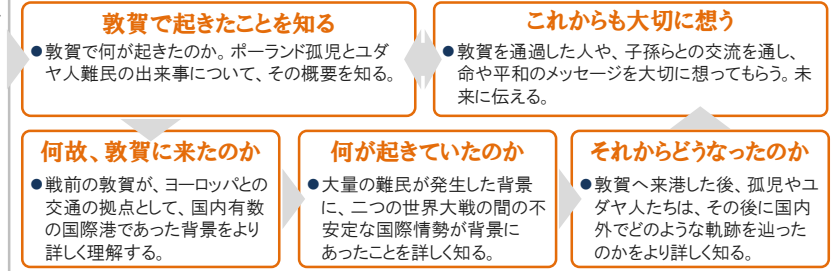 敦賀で起きたことを知る
●敦賀で何が起きたのか。ポーランド孤児とユダ
ヤ人難民の出来事について、その概要を知る。
これからも大切に想う
●敦賀を通過した人や、子孫らとの交流を通し、
命や平和のメッセージを大切に想ってもらう。未
来に伝える。
何故、敦賀に来たのか
●戦前の敦賀が、ヨーロッパとの
交通の拠点として、国内有数
の国際港であった背景をより
詳しく理解する。
何が起きていたのか
●大量の難民が発生した背景
に、二つの世界大戦の間の不
安定な国際情勢が背景に
あったことを詳しく知る。
それからどうなったのか
●敦賀へ来港した後、孤児やユ
ダヤ人たちは、その後に国内
外でどのような軌跡を辿った
のかをより詳しく知る。